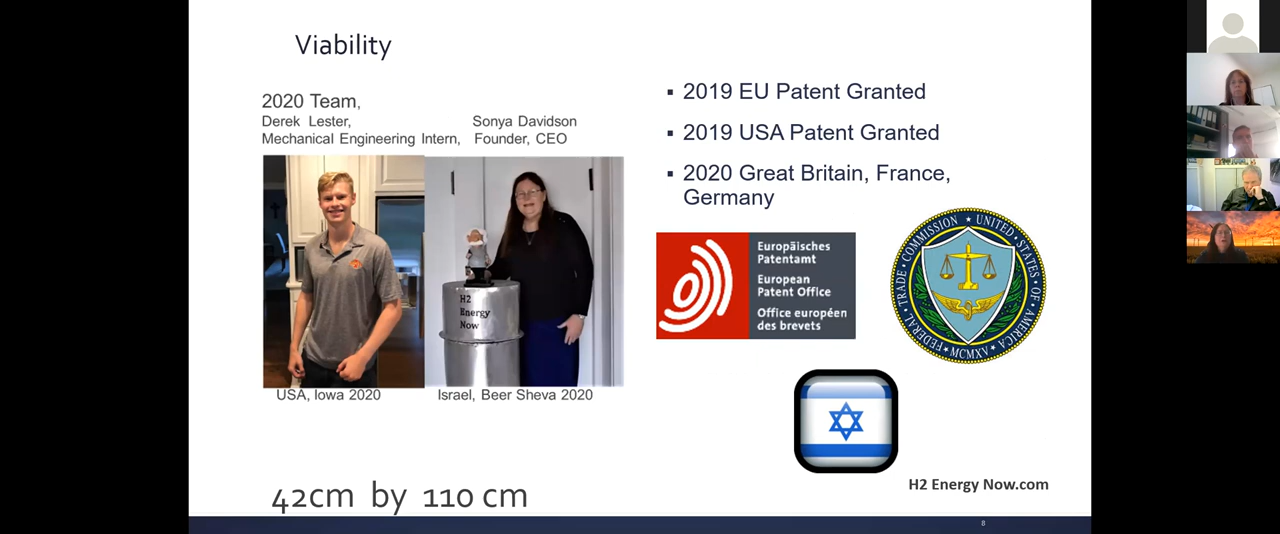 Viability
2020 Team,
Derek Lester,
Mechanical Engineering Intern,
Sonya Davidson
Founder, CEO
H2
Energy
Now
USA, Iowa 2020
Israel, Beer Sheva 2020
42cm by 110 cm
▪ 2019 EU Patent Granted
▪ 2019 USA Patent Granted
▪ 2020 Great Britain, France,
Germany
Europäisches
Patentamt
European
Patent Office
Office européen
des brevets
FEDERAL TRADE COMMISSION ★ UNITED STATES OF AMERICA
★ MCMXV ★
H2 Energy Now.com
8